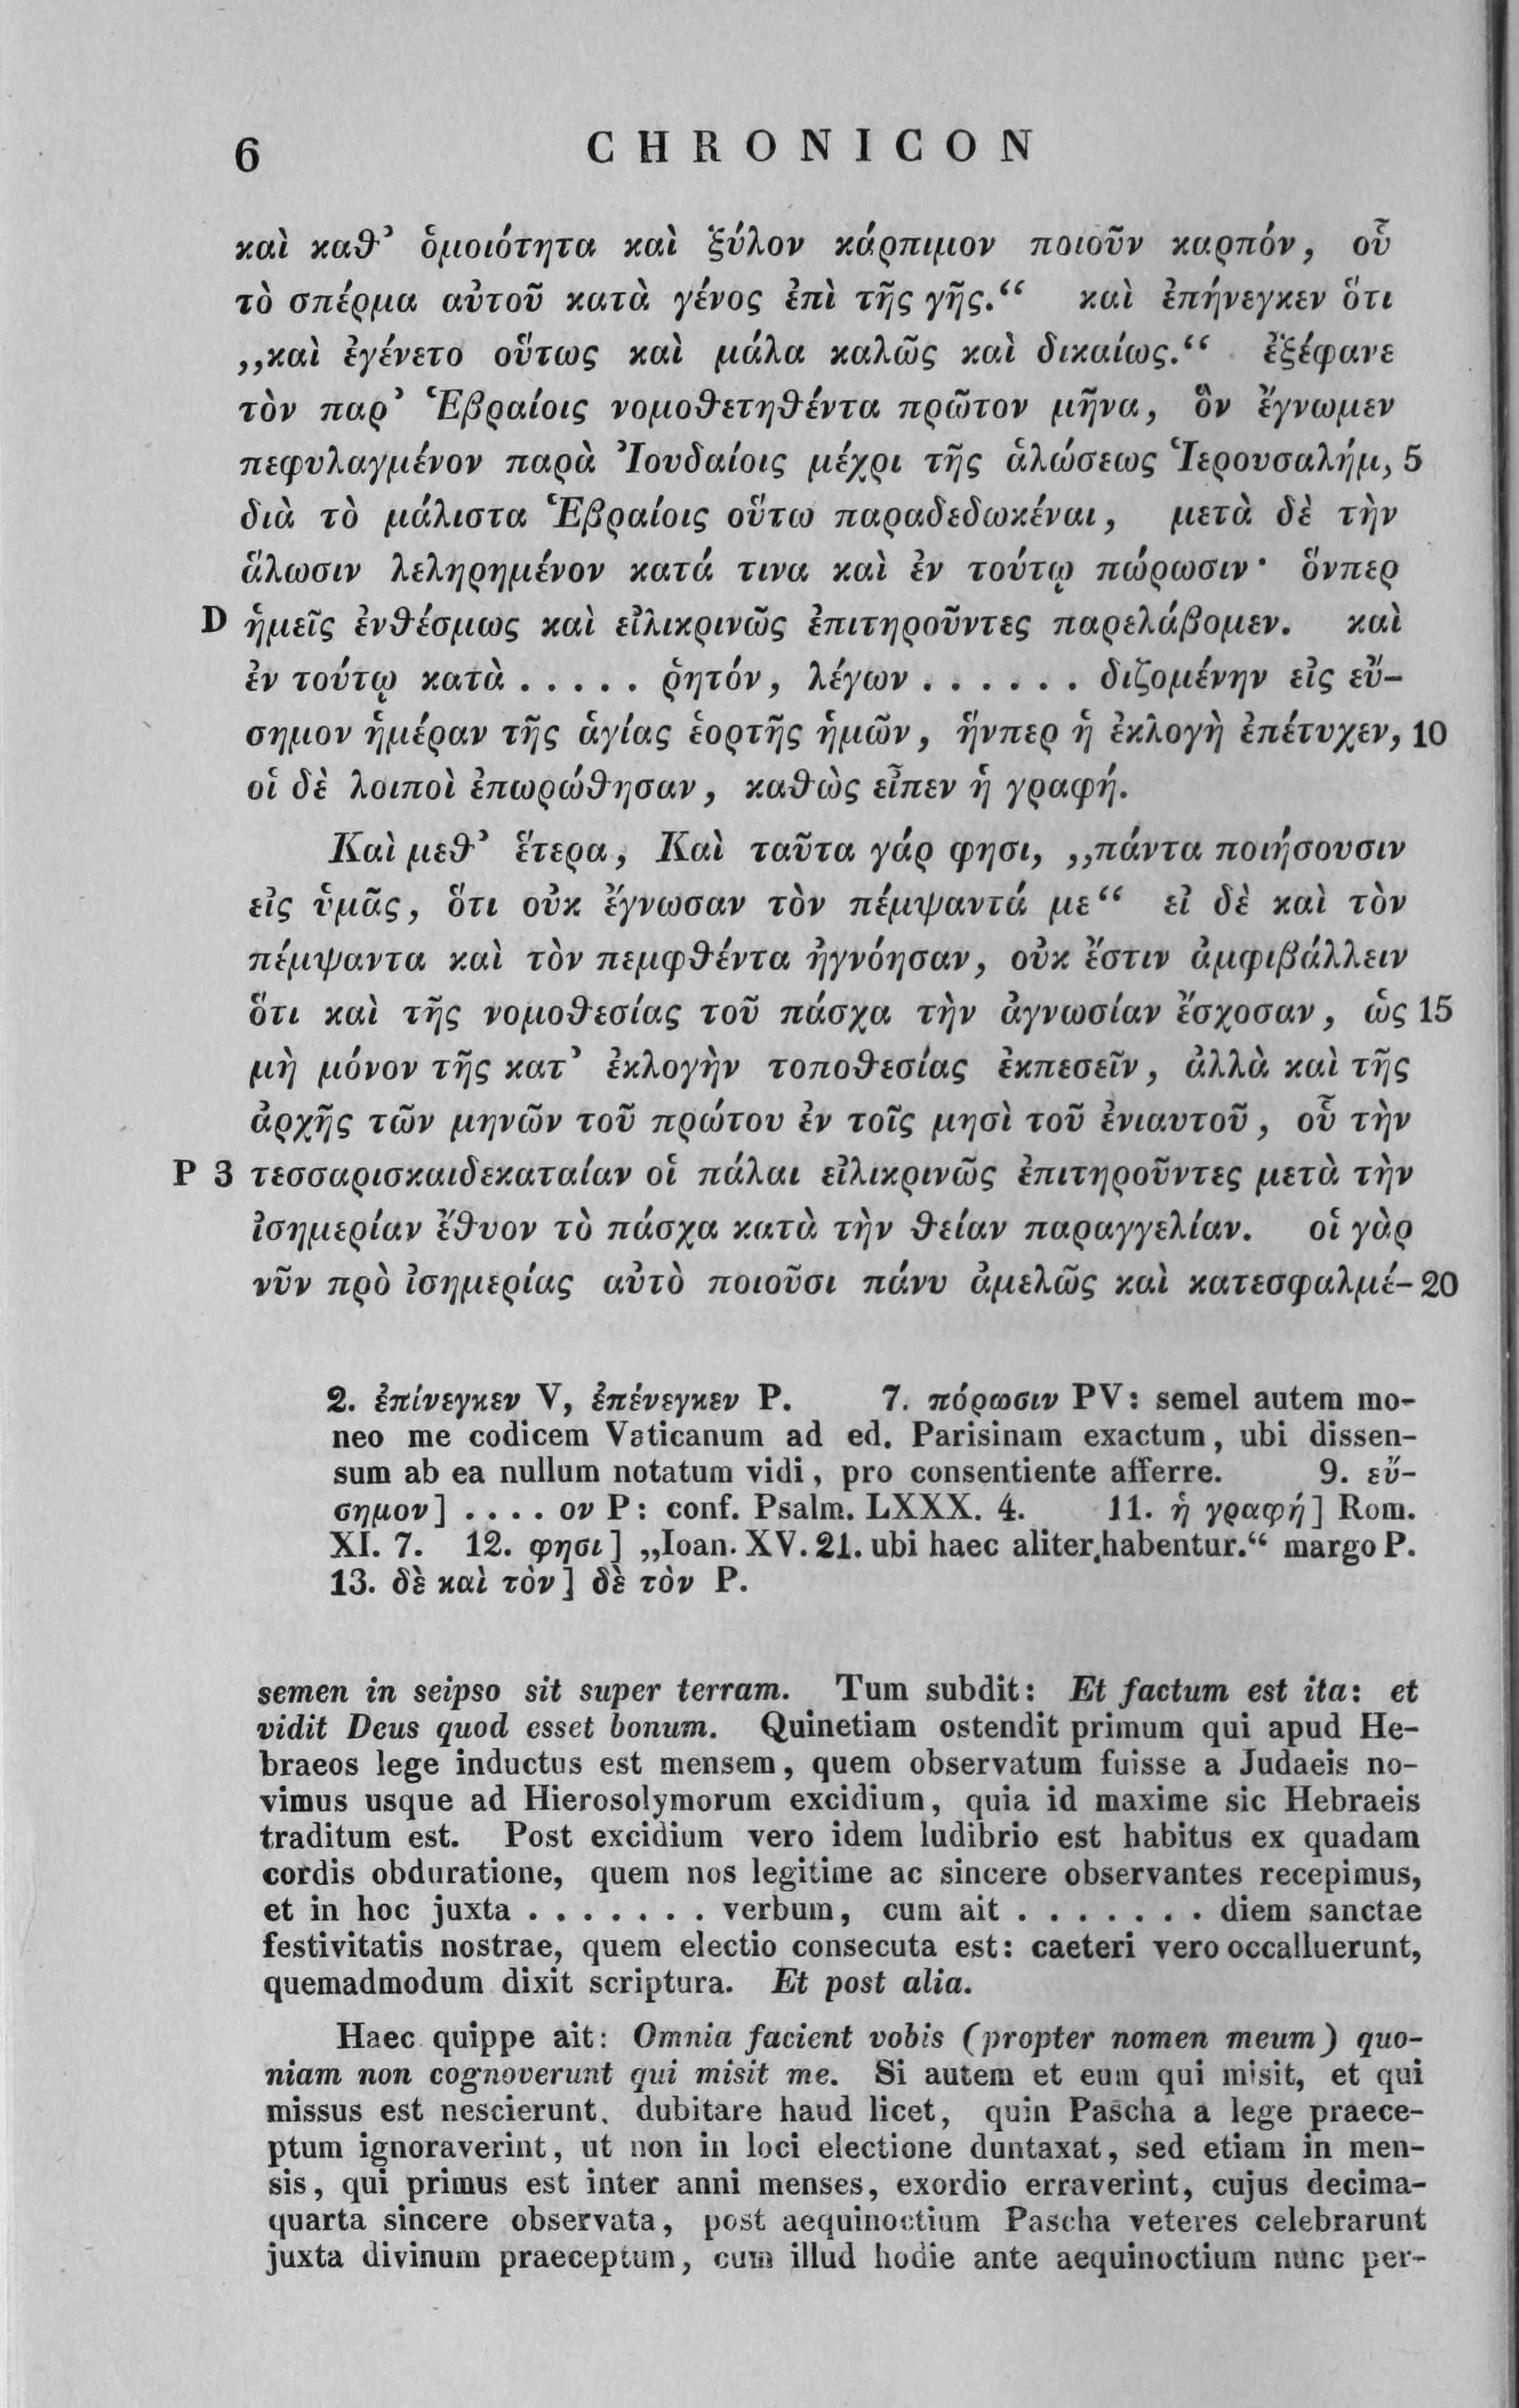 6 CHRONICON
καὶ καθ’ ὁμοιότητα καὶ ξύλον κάρπιμον ποιοῦν καρπόν, οὗ
τὸ σπέρμα αὐτοῦ κατὰ γένος ἐπὶ τῆς γῆς.“ καὶ ἐπήνεγκεν ὅτι
„καὶ ἐγένετο οὕτως καὶ μάλα καλῶς καὶ δικαίως.“ ἐξέφανε
τὸν παρ’ Ἑβραίοις νομοθετηθέντα πρῶτον μῆνα, ὃν ἔγνωμεν
πεφυλαγμένον παρὰ Ἰουδαίοις μέχρι τῆς ἁλώσεως Ἱερουσαλήμ, 5
διὰ τὸ μάλιστα Ἑβραίοις οὕτω παραδεδωκέναι, μετὰ δὲ τὴν
ἅλωσιν λεληρημένον κατά τινα καὶ ἐν τούτῳ πώρωσιν· ὅνπερ
D ἡμεῖς ἐνθέσμως καὶ εἰλικρινῶς ἐπιτηροῦντες παρελάβομεν. καὶ
ἐν τούτῳ κατὰ ..... ῥητόν, λέγων ...... διζομένην εἰς εὔ-
σημον ἡμέραν τῆς ἁγίας ἑορτῆς ἡμῶν, ἥνπερ ἡ ἐκλογὴ ἐπέτυχεν, 10
οἱ δὲ λοιποὶ ἐπωρώθησαν, καθὼς εἶπεν ἡ γραφή.
Καὶ μεθ’ ἕτερα, Καὶ ταῦτα γάρ φησι, „πάντα ποιήσουσιν
εἰς ὑμᾶς, ὅτι οὐκ ἔγνωσαν τὸν πέμψαντά με“ εἰ δὲ καὶ τὸν
πέμψαντα καὶ τὸν πεμφθέντα ἠγνόησαν, οὐκ ἔστιν ἀμφιβάλλειν
ὅτι καὶ τῆς νομοθεσίας τοῦ πάσχα τὴν ἀγνωσίαν ἔσχοσαν, ὡς 15
μὴ μόνον τῆς κατ’ ἐκλογὴν τοποθεσίας ἐκπεσεῖν, ἀλλὰ καὶ τῆς
ἀρχῆς τῶν μηνῶν τοῦ πρώτου ἐν τοῖς μησὶ τοῦ ἐνιαυτοῦ, οὗ τὴν
P 3 τεσσαρισκαιδεκαταίαν οἱ πάλαι εἰλικρινῶς ἐπιτηροῦντες μετὰ τὴν
ἰσημερίαν ἔθυον τὸ πάσχα κατὰ τὴν θείαν παραγγελίαν. οἱ γὰρ
νῦν πρὸ ἰσημερίας αὐτὸ ποιοῦσι πάνυ ἀμελῶς καὶ κατεσφαλμέ- 20
2. ἐπίνεγκεν V, ἐπένεγκεν P. 7. πόρωσιν PV: semel autem mo-
neo me codicem Vaticanum ad ed. Parisinam exactum, ubi dissen-
sum ab ea nullum notatum vidi, pro consentiente afferre. 9. εὔ-
σημον] .... ον P: conf. Psalm. LXXX. 4. 11. ἡ γραφή] Rom.
XI. 7. 12. φησι] „Ioan. XV. 21. ubi haec aliter habentur.“ margo P.
13. δὲ καὶ τὸν] δὲ τὸν P.
semen in seipso sit super terram. Tum subdit: Et factum est ita: et
vidit Deus quod esset bonum. Quinetiam ostendit primum qui apud He-
braeos lege inductus est mensem, quem observatum fuisse a Judaeis no-
vimus usque ad Hierosolymorum excidium, quia id maxime sic Hebraeis
traditum est. Post excidium vero idem ludibrio est habitus ex quadam
cordis obduratione, quem nos legitime ac sincere observantes recepimus,
et in hoc juxta ....... verbum, cum ait ....... diem sanctae
festivitatis nostrae, quem electio consecuta est: caeteri vero occalluerunt,
quemadmodum dixit scriptura. Et post alia.
Haec quippe ait: Omnia facient vobis (propter nomen meum) quo-
niam non cognoverunt qui misit me. Si autem et eum qui misit, et qui
missus est nescierunt, dubitare haud licet, quin Pascha a lege praece-
ptum ignoraverint, ut non in loci electione duntaxat, sed etiam in men-
sis, qui primus est inter anni menses, exordio erraverint, cujus decima-
quarta sincere observata, post aequinoctium Pascha veteres celebrarunt
juxta divinum praeceptum, cum illud hodie ante aequinoctium nunc per-